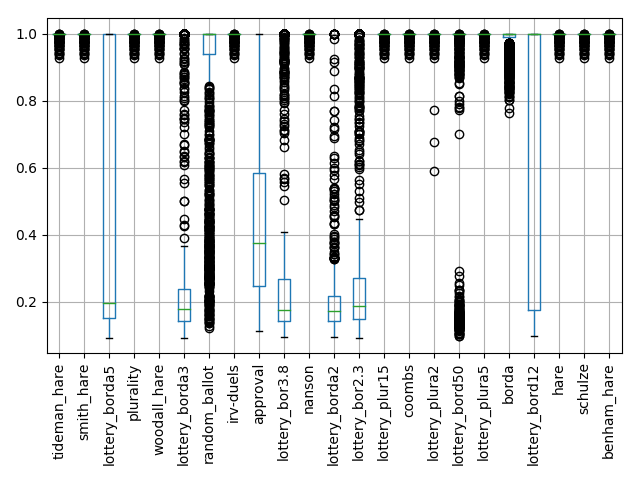 1.0
0.8
0.6
0.4
0.2
tideman_hare
smith_hare
lottery_borda5
plurality
woodall_hare
lottery_borda3
random_ballot
irv-duels
approval
lottery_bor3.8
nanson
lottery_borda2
lottery_bor2.3
lottery_plur15
coombs
lottery_plura2
lottery_bord50
lottery_plura5
borda
lottery_bord12
hare
schulze
benham_hare